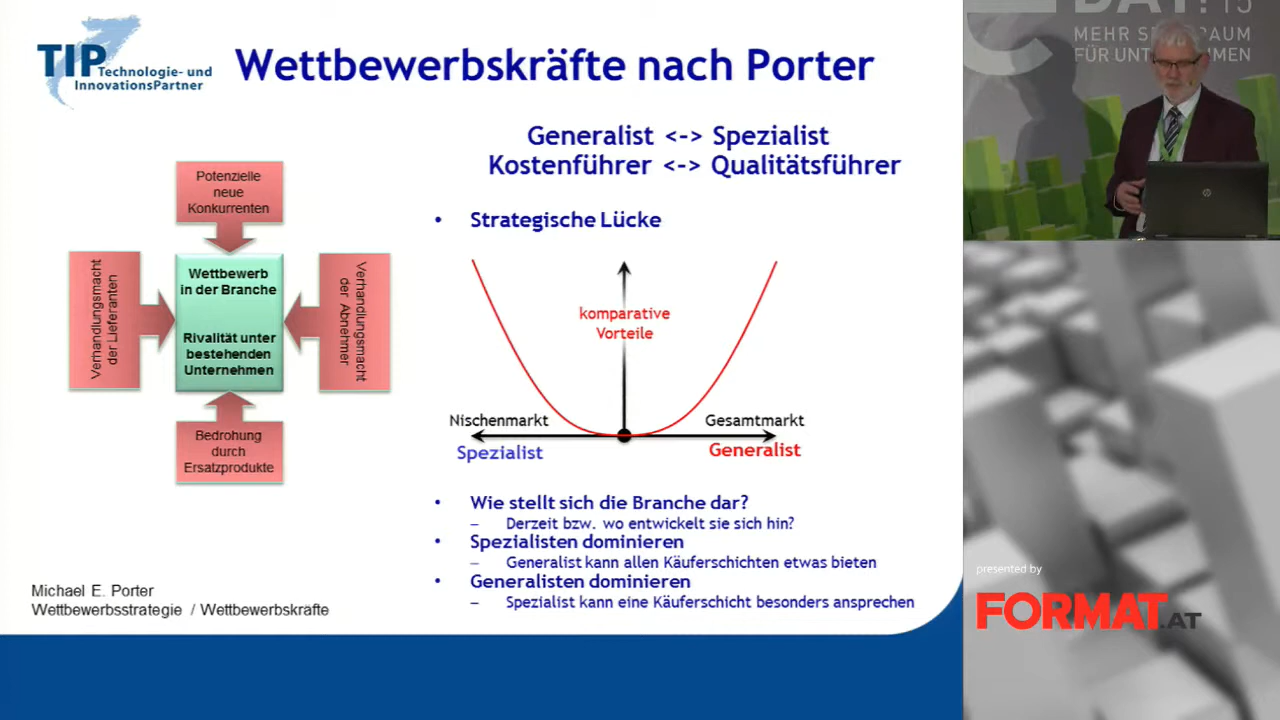 TIP Technologie- und
InnovationsPartner
Wettbewerbskräfte nach Porter
Generalist <-> Spezialist
Kostenführer <-> Qualitätsführer
• Strategische Lücke
Potenzielle
neue
Konkurrenten
Verhandlungsmacht
der Lieferanten
Wettbewerb
in der Branche
Rivalität unter
bestehenden
Unternehmen
Verhandlungsmacht
der Abnehmer
Bedrohung
durch
Ersatzprodukte
komparative
Vorteile
Nischenmarkt
Gesamtmarkt
Spezialist
Generalist
• Wie stellt sich die Branche dar?
– Derzeit bzw. wo entwickelt sie sich hin?
• Spezialisten dominieren
– Generalist kann allen Käuferschichten etwas bieten
• Generalisten dominieren
– Spezialist kann eine Käuferschicht besonders ansprechen
Michael E. Porter
Wettbewerbsstrategie / Wettbewerbskräfte
MEHR
FÜR
presented by
FORMAT.AT